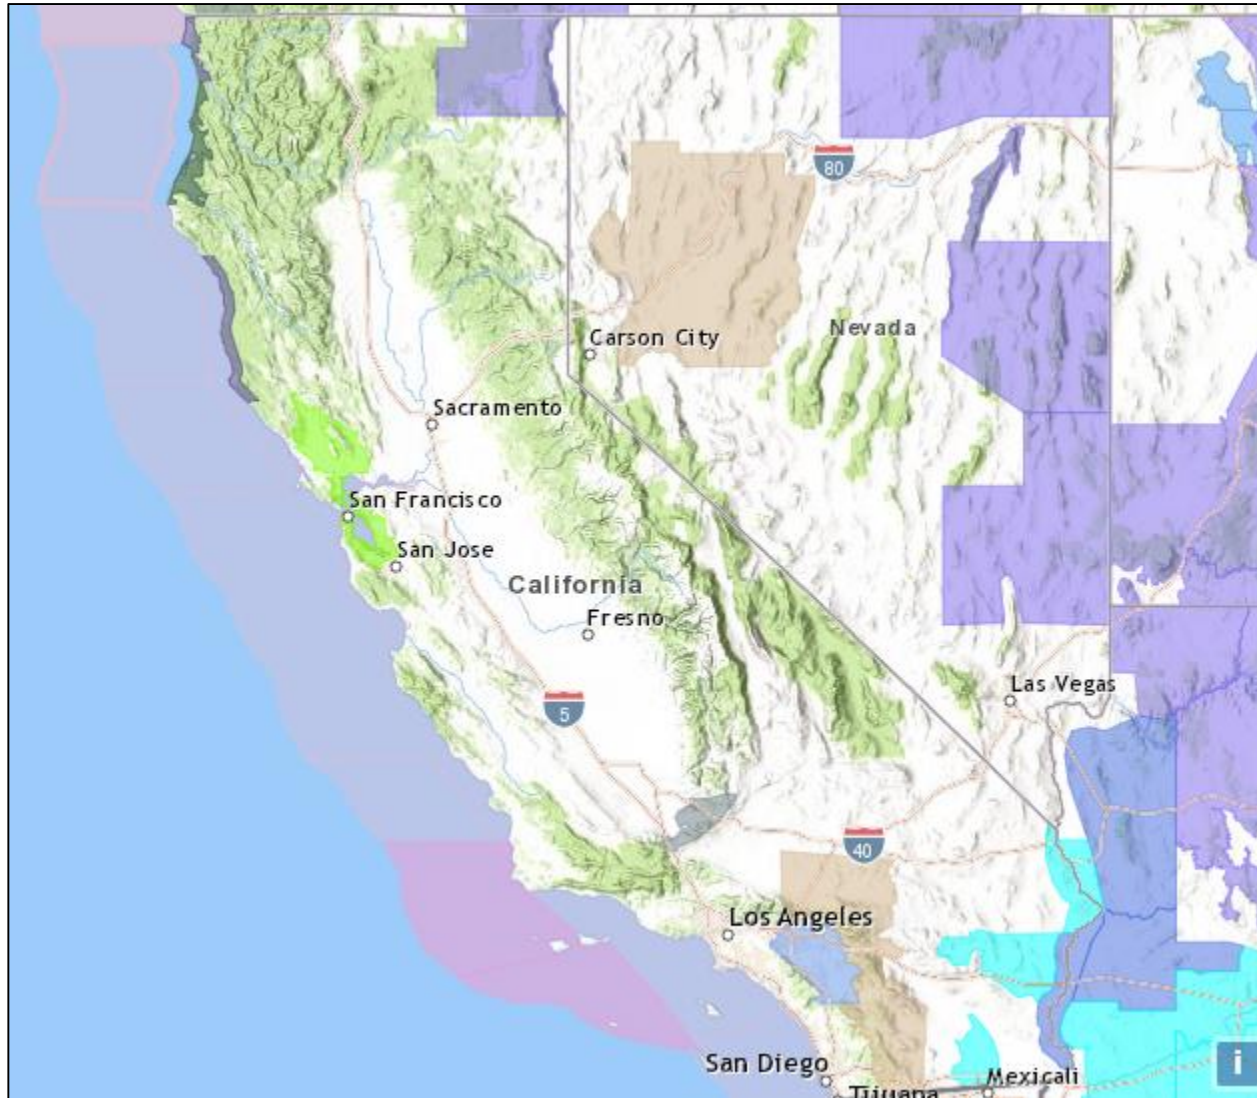 80
Nevada
Carson City
Sacramento
San Francisco
San Jose
California
Fresno
Las Vegas
5
40
Los Angeles
San Diego
Mexicali
Tijuana
i